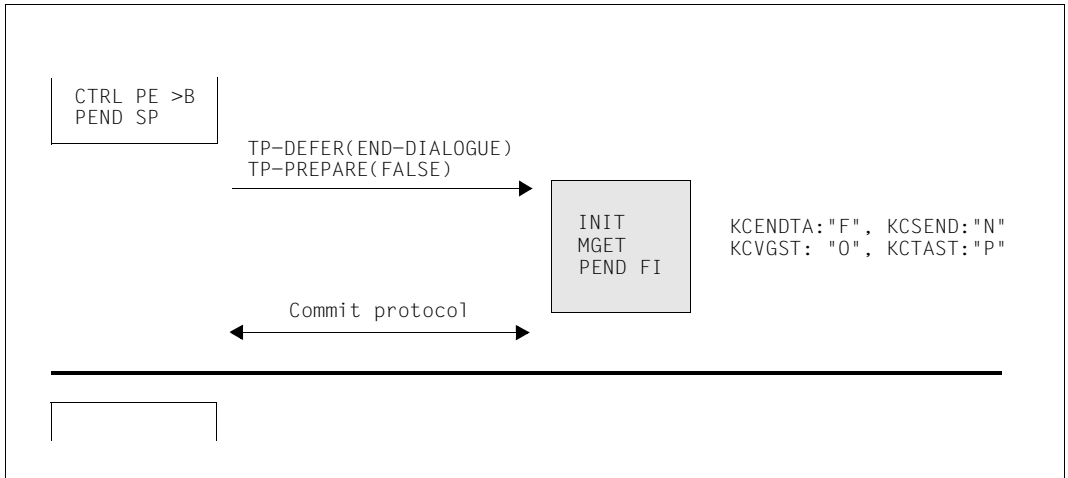 CTRL PE >B
PEND SP
TP-DEFER(END-DIALOGUE)
TP-PREPARE(FALSE)
INIT
MGET
PEND FI
KCENDTA:"F", KCSEND:"N"
KCVGST: "O", KCTAST:"P"
Commit protocol